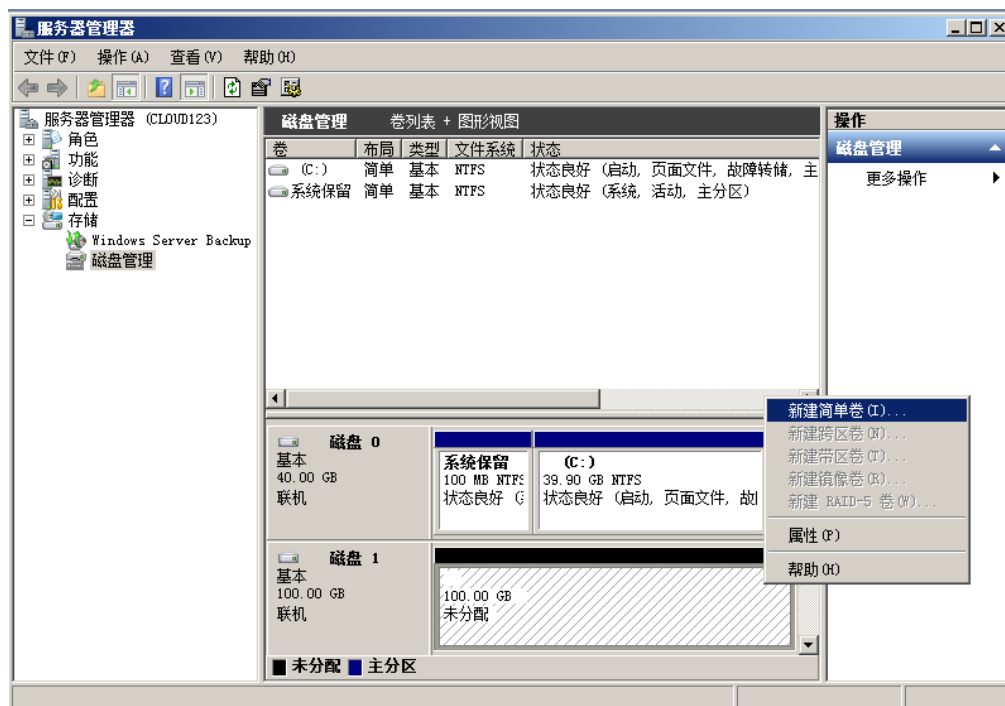 服务器管理器
文件(F) 操作(A) 查看(V) 帮助(H)
服务器管理器 (CLOUD123)
角色
功能
诊断
配置
存储
Windows Server Backup
磁盘管理
磁盘管理 卷列表 + 图形视图
卷 布局 类型 文件系统 状态
(C:) 简单 基本 NTFS 状态良好 (启动, 页面文件, 故障转储, 主
系统保留 简单 基本 NTFS 状态良好 (系统, 活动, 主分区)
操作
磁盘管理
更多操作
新建简单卷(I)...
新建跨区卷(N)...
新建带区卷(T)...
新建镜像卷(R)...
新建 RAID-5 卷(W)...
属性(P)
帮助(H)
磁盘 0
基本
40.00 GB
联机
系统保留
100 MB NTFS
状态良好
(C:)
39.90 GB NTFS
状态良好 (启动, 页面文件, 故
磁盘 1
基本
100.00 GB
联机
100.00 GB
未分配
未分配 主分区